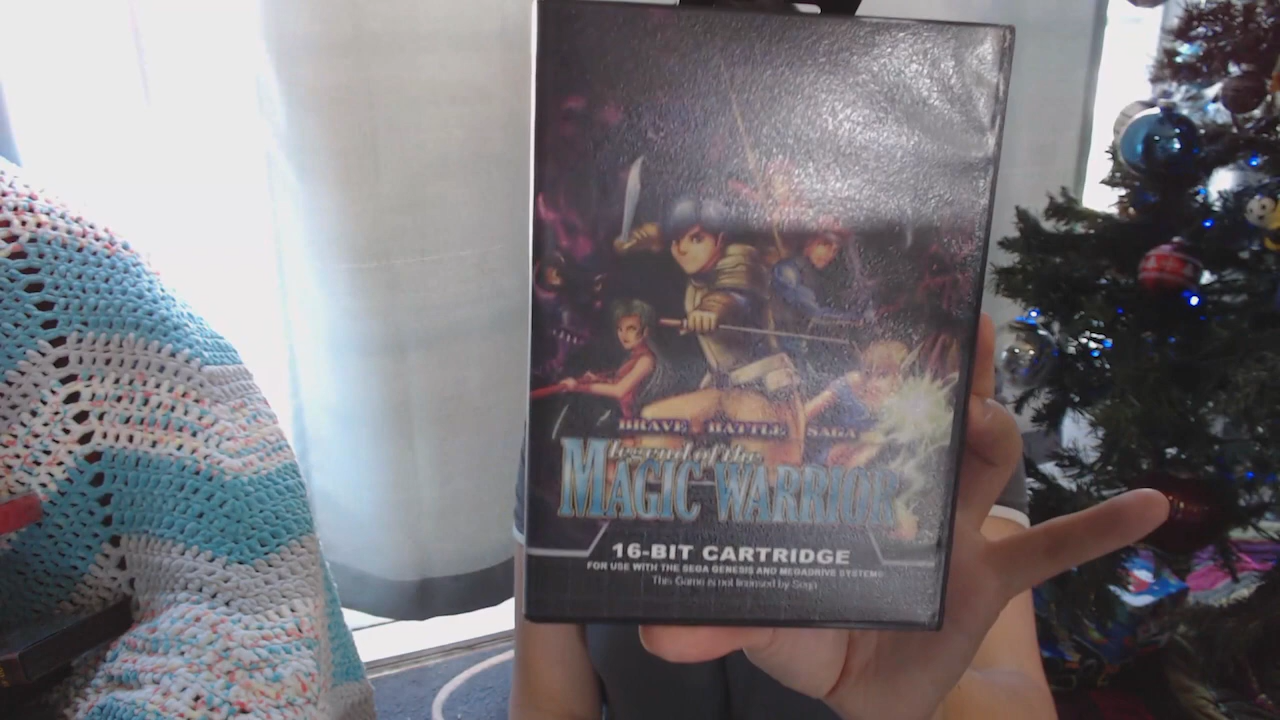 BRAVE BATTLE SAGA
Legend of the
MAGIC WARRIOR
16-BIT CARTRIDGE
FOR USE WITH THE SEGA GENESIS AND MEGADRIVE SYSTEMS
This Game is not licensed by Sega